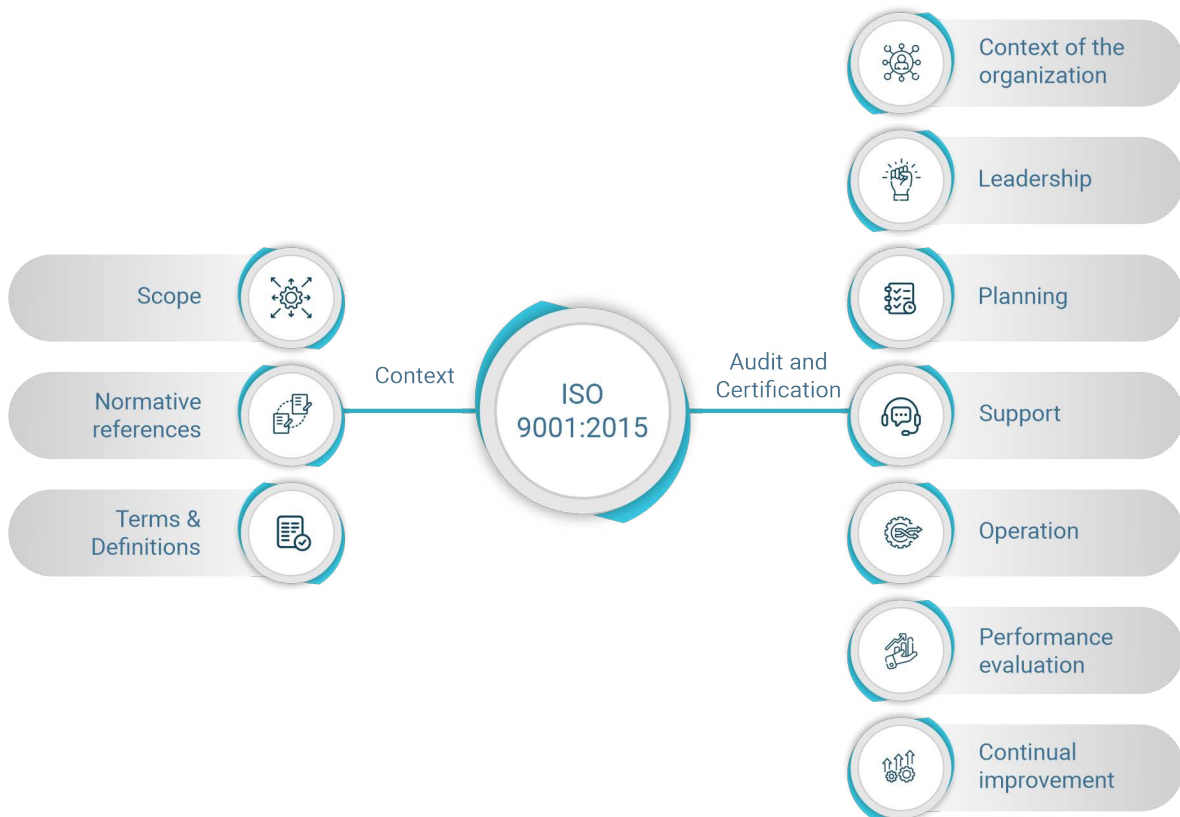 Scope
Normative
references
Terms &
Definitions
Context
ISO
9001:2015
Audit and
Certification
Context of the
organization
Leadership
Planning
Support
Operation
Performance
evaluation
Continual
improvement